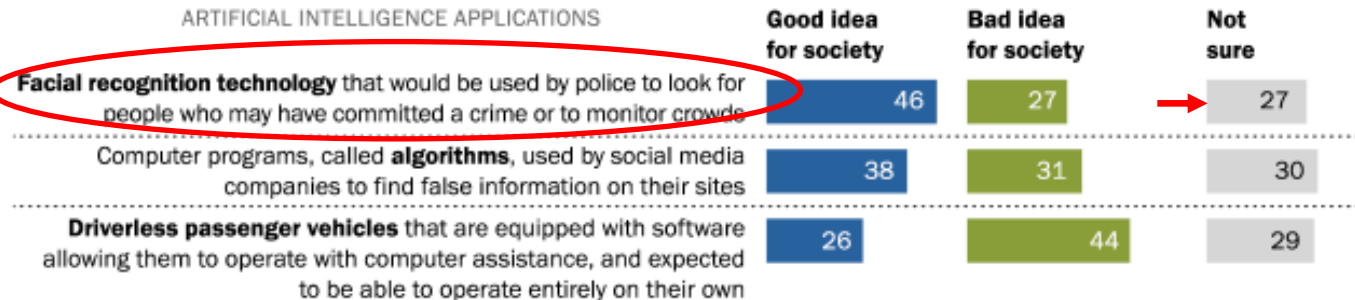 ARTIFICIAL INTELLIGENCE APPLICATIONS
Good idea for society
Bad idea for society
Not sure
Facial recognition technology that would be used by police to look for
people who may have committed a crime or to monitor crowds
46 27 27
Computer programs, called algorithms, used by social media
companies to find false information on their sites
38 31 30
Driverless passenger vehicles that are equipped with software
allowing them to operate with computer assistance, and expected
to be able to operate entirely on their own
26 44 29